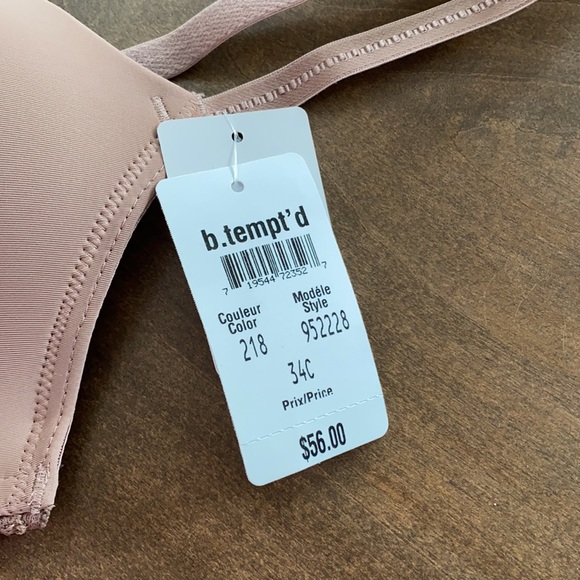 b.tempt'd
7 19544 72352 7
Couleur Modèle
Color Style
218 952228
34C
Prix/Price
$56.00